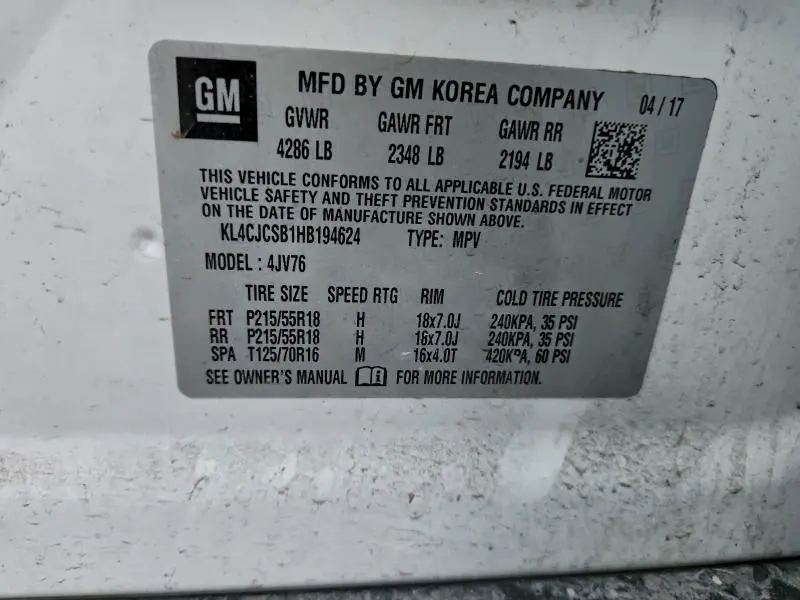 GM
MFD BY GM KOREA COMPANY 04/17
GVWR GAWR FRT GAWR RR
4286 LB 2348 LB 2194 LB
THIS VEHICLE CONFORMS TO ALL APPLICABLE U.S. FEDERAL MOTOR
VEHICLE SAFETY AND THEFT PREVENTION STANDARDS IN EFFECT
ON THE DATE OF MANUFACTURE SHOWN ABOVE.
KL4CJCSB1HB194624 TYPE: MPV
MODEL : 4JV76
TIRE SIZE SPEED RTG RIM COLD TIRE PRESSURE
FRT P215/55R18 H 18x7.0J 240KPA, 35 PSI
RR P215/55R18 H 18x7.0J 240KPA, 35 PSI
SPA T125/70R16 M 16x4.0T 420KPA, 60 PSI
SEE OWNER'S MANUAL FOR MORE INFORMATION.